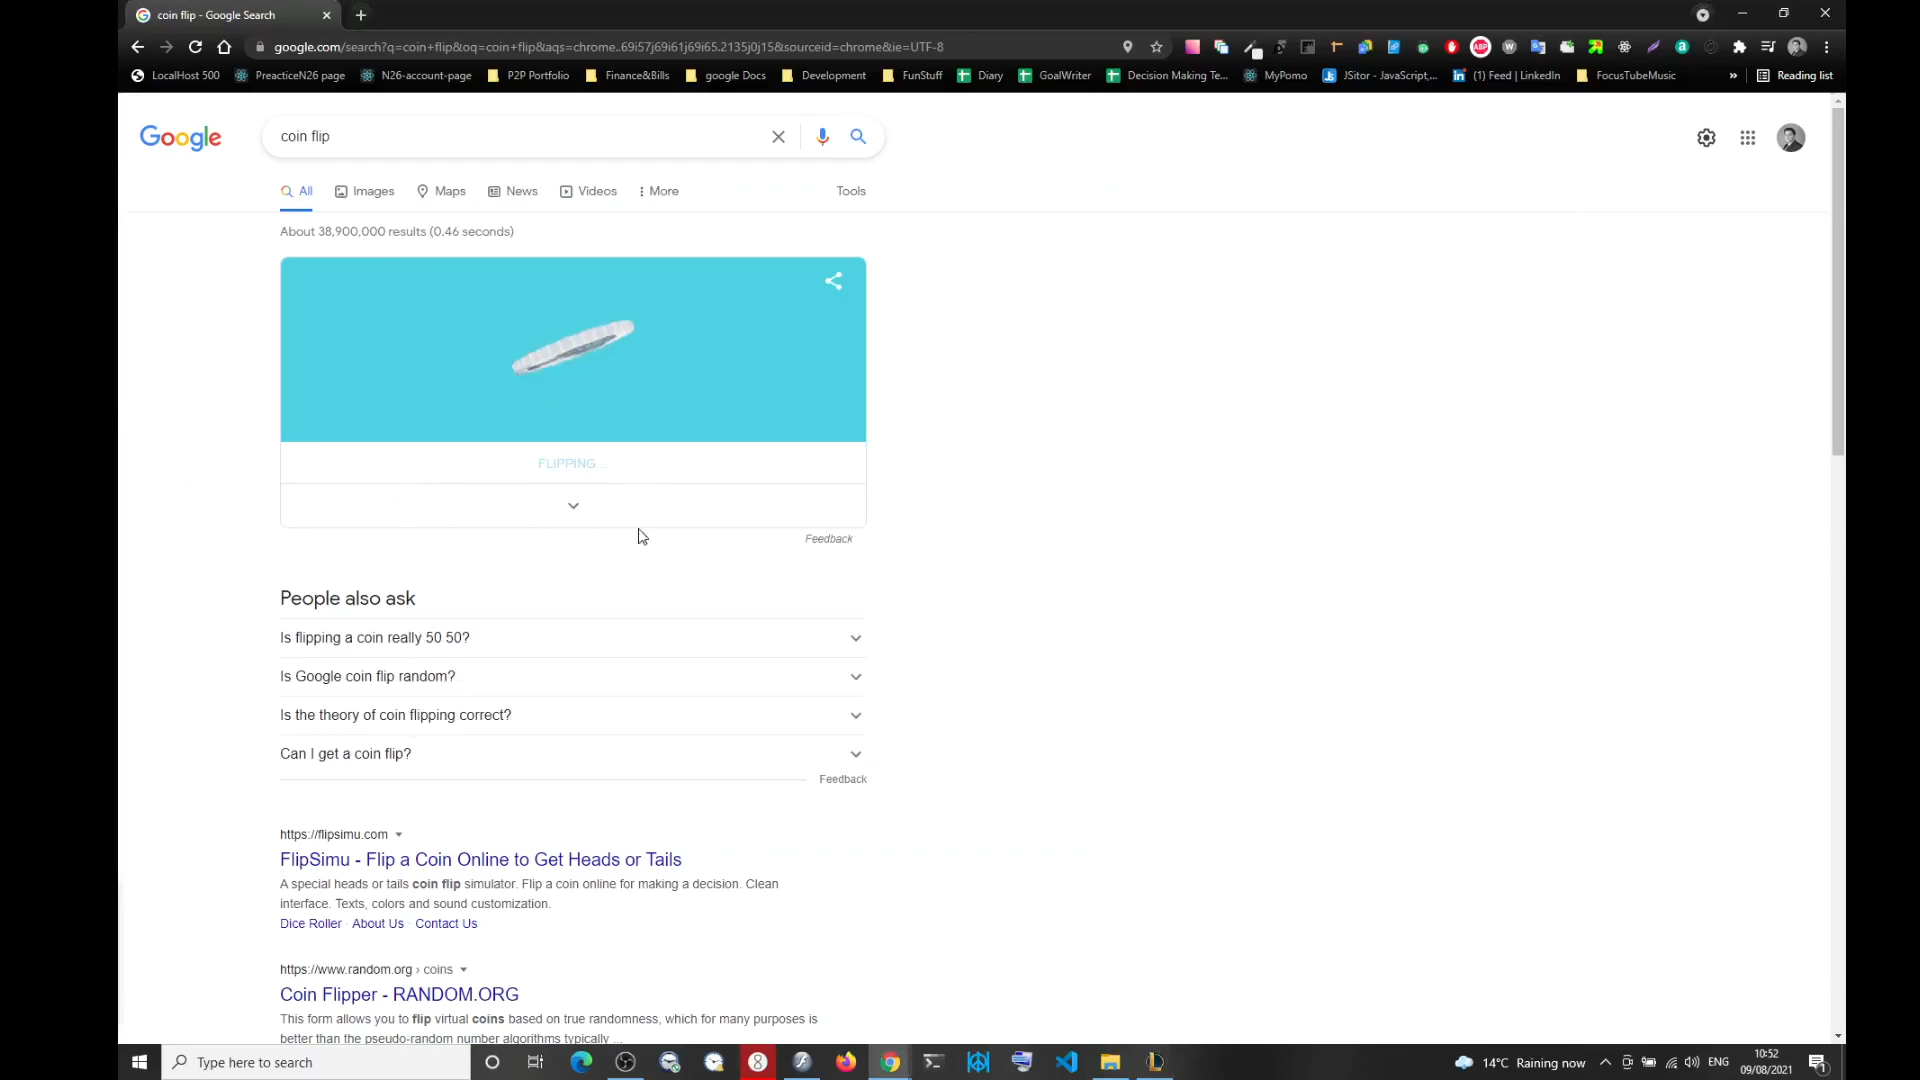 coin flip - Google Search
google.com/search?q=coin+flip&oq=coin+flip&aqs=chrome..69i57j69i61j69i65.2135j0j15&sourceid=chrome&ie=UTF-8
LocalHost 500 PreacticeN26 page N26-account-page P2P Portfolio Finance&Bills google Docs Development FunStuff Diary GoalWriter Decision Making Te... MyPomo JSitor - JavaScript,... (1) Feed | LinkedIn FocusTubeMusic » Reading list
Google coin flip
All Images Maps News Videos More Tools
About 38,900,000 results (0.46 seconds)
FLIPPING...
Feedback
People also ask
Is flipping a coin really 50 50?
Is Google coin flip random?
Is the theory of coin flipping correct?
Can I get a coin flip?
Feedback
https://flipsimu.com
FlipSimu - Flip a Coin Online to Get Heads or Tails
A special heads or tails coin flip simulator. Flip a coin online for making a decision. Clean
interface. Texts, colors and sound customization.
Dice Roller · About Us · Contact Us
https://www.random.org › coins
Coin Flipper - RANDOM.ORG
This form allows you to flip virtual coins based on true randomness, which for many purposes is
better than the pseudo-random number algorithms typically ...
Type here to search 14°C Raining now ENG 10:52
09/08/2021